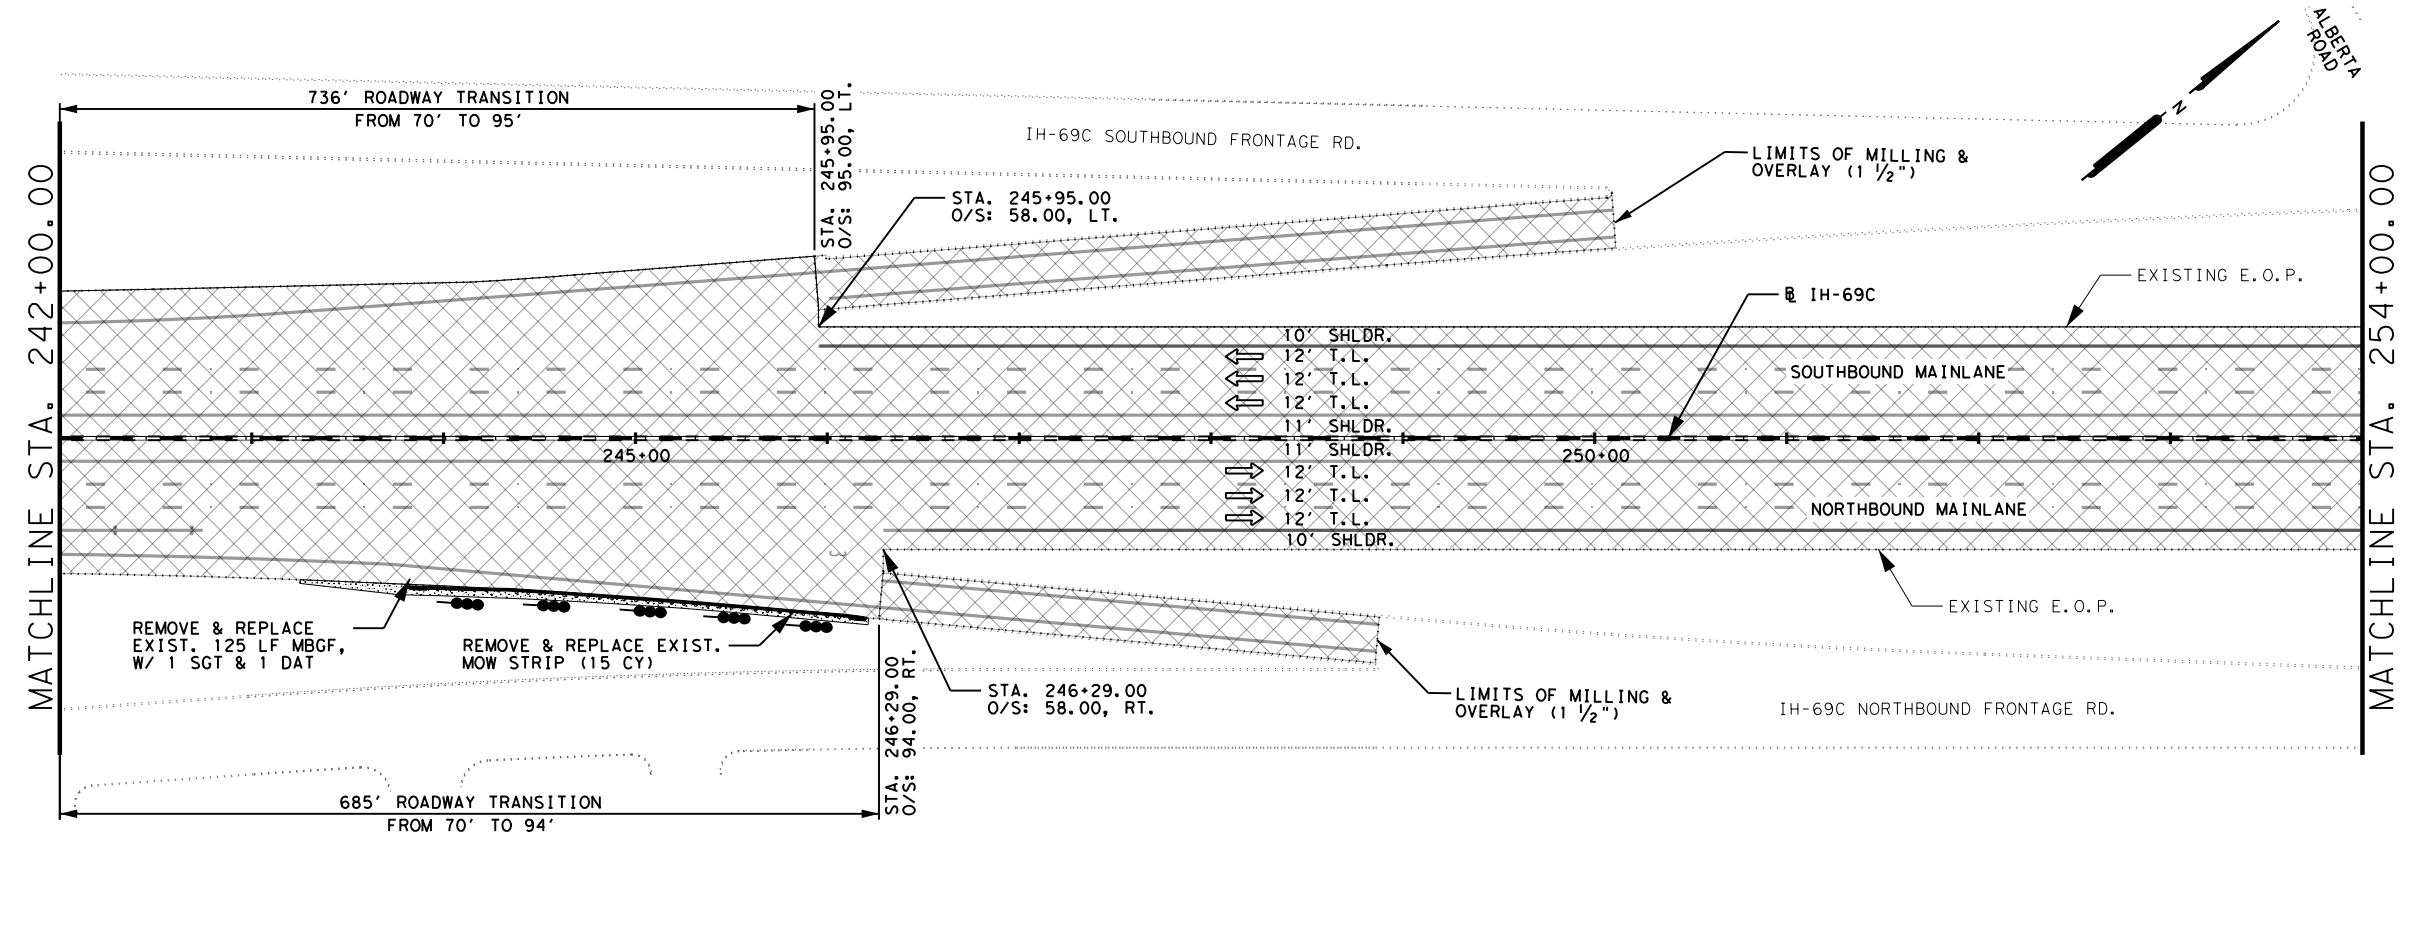 ALBERTA
ROAD
N
736' ROADWAY TRANSITION
FROM 70' TO 95'
STA. 245+95.00
O/S: 95.00, LT.
IH-69C SOUTHBOUND FRONTAGE RD.
LIMITS OF MILLING &
OVERLAY (1 1/2")
STA. 245+95.00
O/S: 58.00, LT.
MATCHLINE STA. 242+00.00
MATCHLINE STA. 254+00.00
EXISTING E.O.P.
℄ IH-69C
10' SHLDR.
12' T.L.
12' T.L.
12' T.L.
11' SHLDR.
SOUTHBOUND MAINLANE
245+00
250+00
11' SHLDR.
12' T.L.
12' T.L.
12' T.L.
10' SHLDR.
NORTHBOUND MAINLANE
3
EXISTING E.O.P.
REMOVE & REPLACE
EXIST. 125 LF MBGF,
W/ 1 SGT & 1 DAT
REMOVE & REPLACE EXIST.
MOW STRIP (15 CY)
STA. 246+29.00
O/S: 94.00, RT.
STA. 246+29.00
O/S: 58.00, RT.
LIMITS OF MILLING &
OVERLAY (1 1/2")
IH-69C NORTHBOUND FRONTAGE RD.
685' ROADWAY TRANSITION
FROM 70' TO 94'